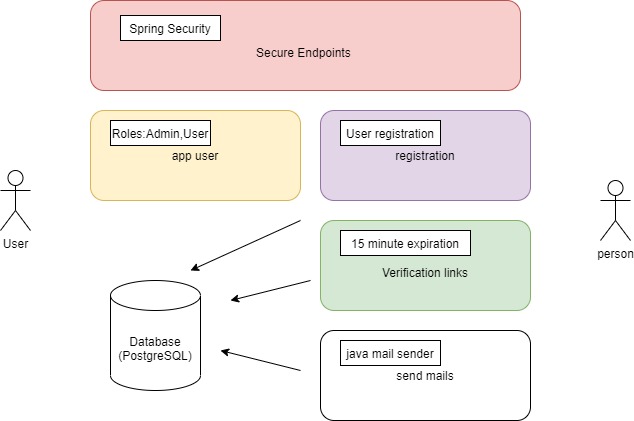 Spring Security
Secure Endpoints
Roles:Admin,User
app user
User registration
registration
User
15 minute expiration
Verification links
person
Database
(PostgreSQL)
java mail sender
send mails